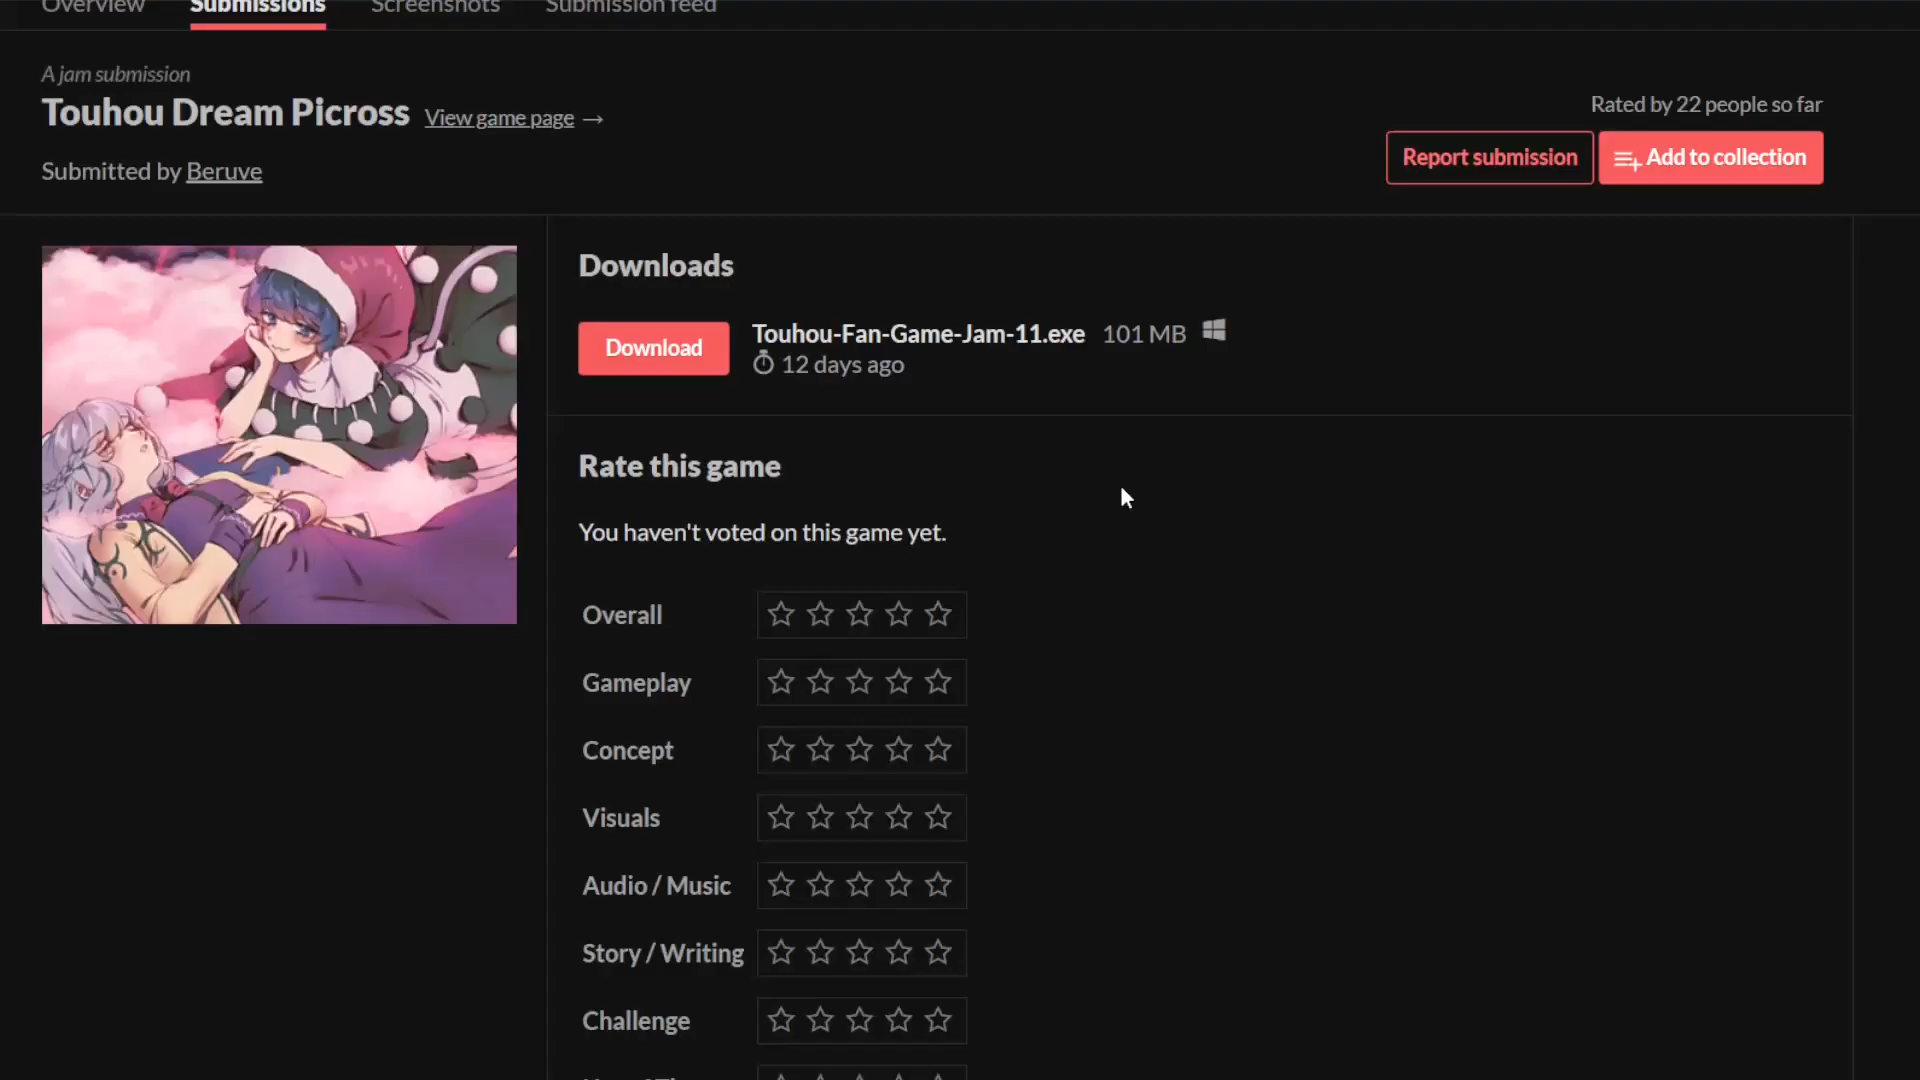 Overview Submissions Screenshots Submission feed
A jam submission
Touhou Dream Picross View game page →
Submitted by Beruve
Rated by 22 people so far
Report submission Add to collection
Downloads
Download Touhou-Fan-Game-Jam-11.exe 101 MB
12 days ago
Rate this game
You haven't voted on this game yet.
Overall
Gameplay
Concept
Visuals
Audio / Music
Story / Writing
Challenge